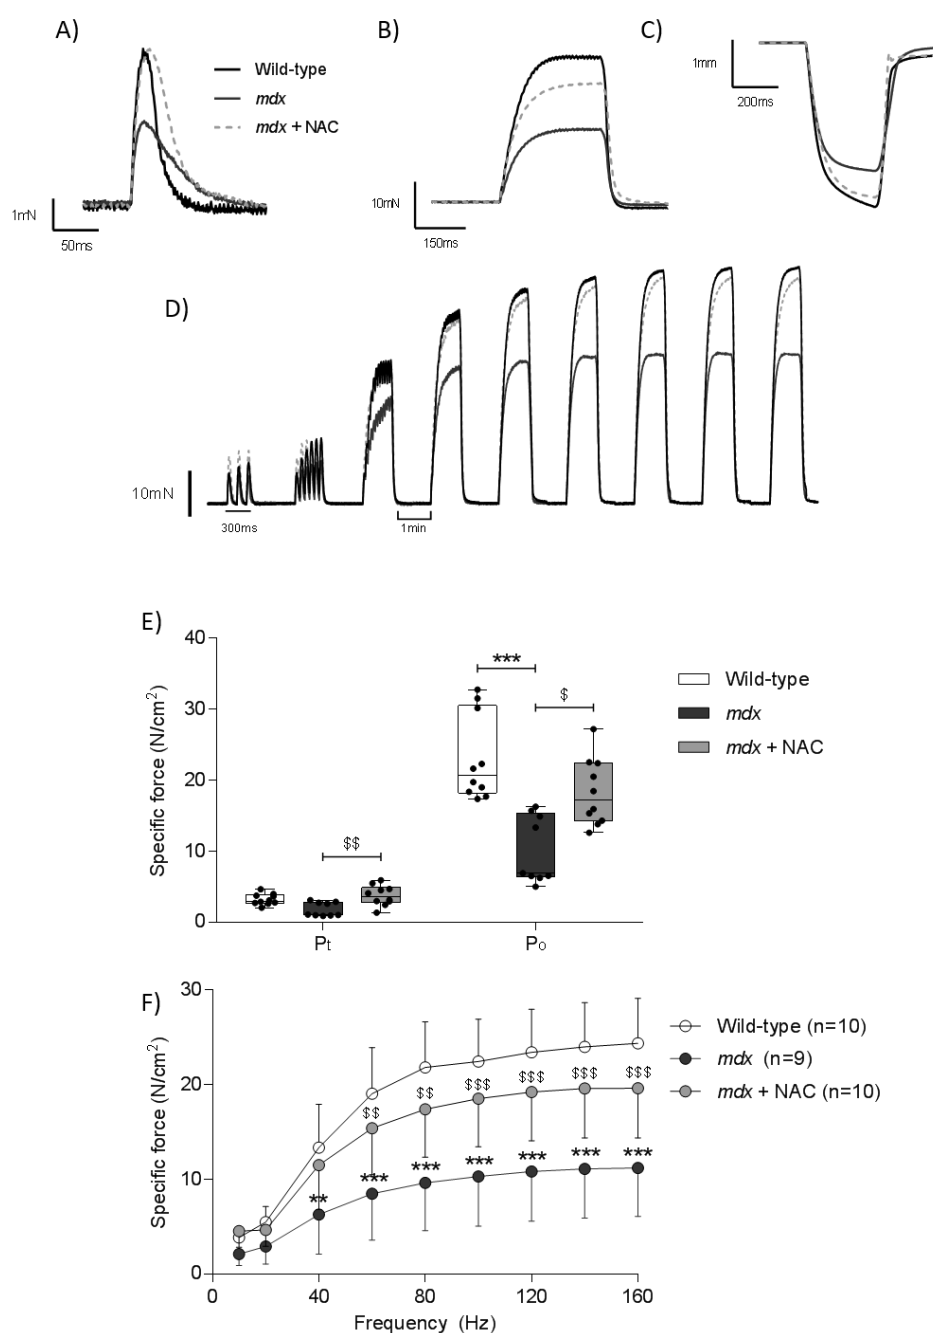 A)
Wild-type
mdx
mdx + NAC
1mN
50ms
B)
10mN
150ms
C)
1mm
200ms
D)
10mN
300ms
1min
E)
Specific force (N/cm²)
40
30
20
10
0
***
$
$$
Pt
Po
Wild-type
mdx
mdx + NAC
F)
Specific force (N/cm²)
30
20
10
0
$$ $$ $$$ $$$ $$$ $$$
** *** *** *** *** *** ***
0 40 80 120 160
Frequency (Hz)
Wild-type (n=10)
mdx (n=9)
mdx + NAC (n=10)